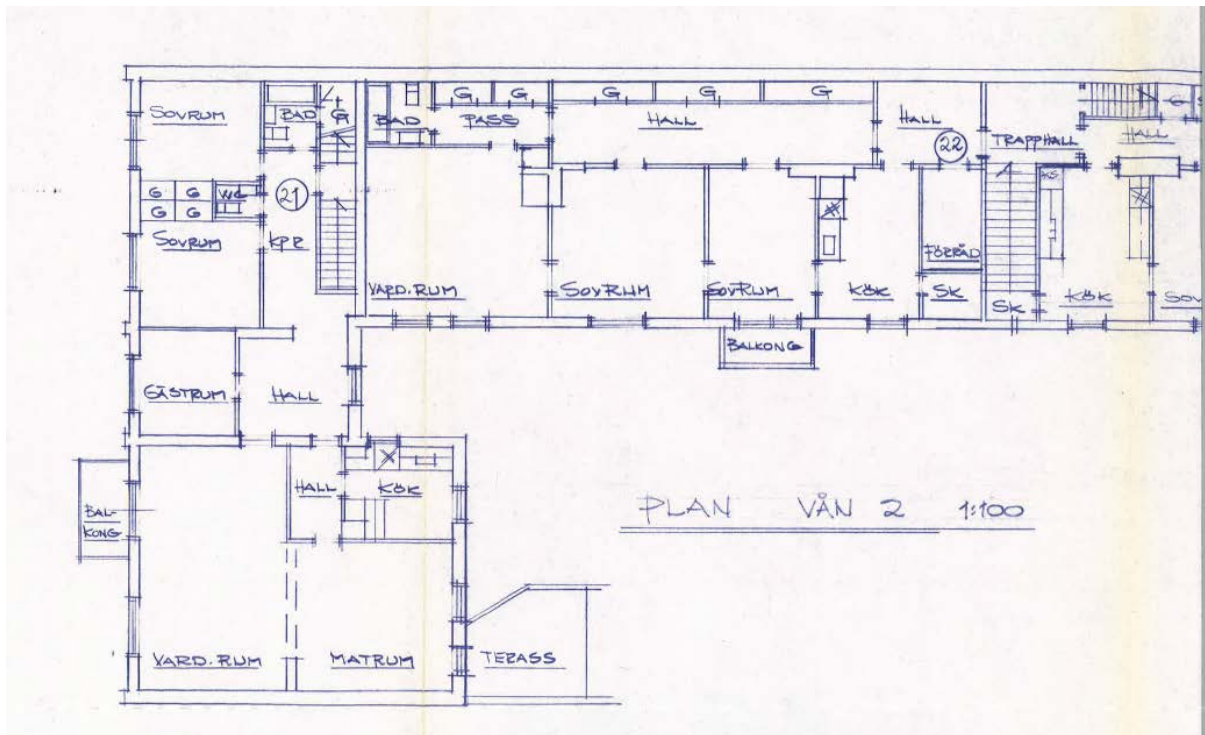 SOVRUM
BAD
G
BAD
G
G
PASS
G
G
G
HALL
HALL
22
TRAPPHALL
HALL
G
G
G
WC
G
G
21
SOVRUM
KPR
VARD.RUM
SOVRUM
SOVRUM
KÖK
FÖRRÅD
SK
SK
KÖK
SOV
BALKONG
GÄSTRUM
HALL
HALL
KÖK
BAL-
KONG
PLAN VÅN 2 1:100
VARD. RUM
MATRUM
TERASS